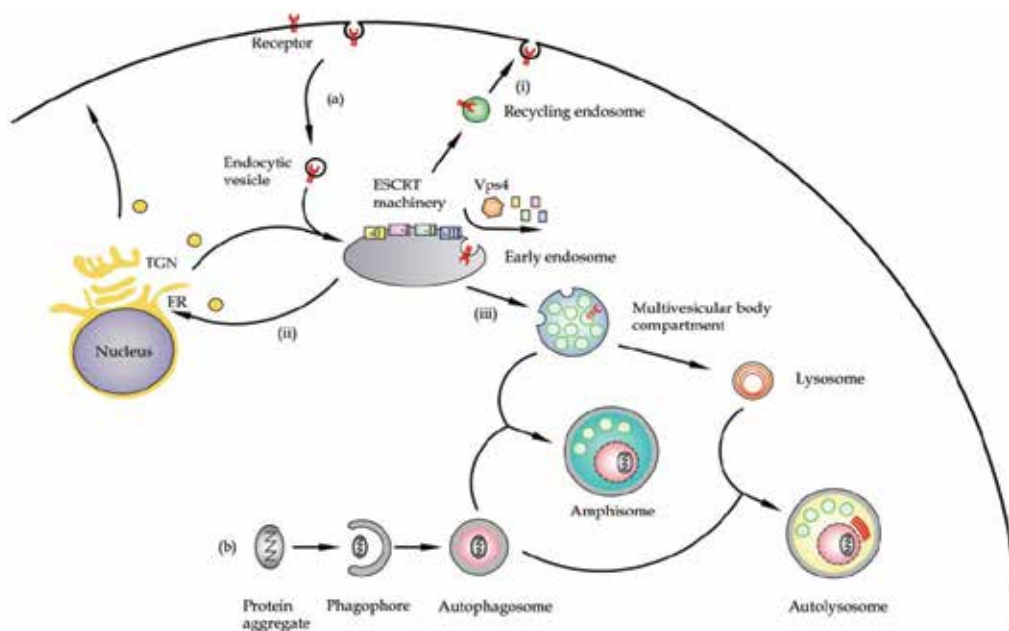 Receptor
(a)
(i)
Recycling endosome
Endocytic
vesicle
ESCRT
machinery
Vps4
TGN
Early endosome
ER
(ii)
(iii)
Multivesicular body
compartment
Nucleus
Lysosome
Amphisome
(b)
Protein
aggregate
Phagophore
Autophagosome
Autolysosome